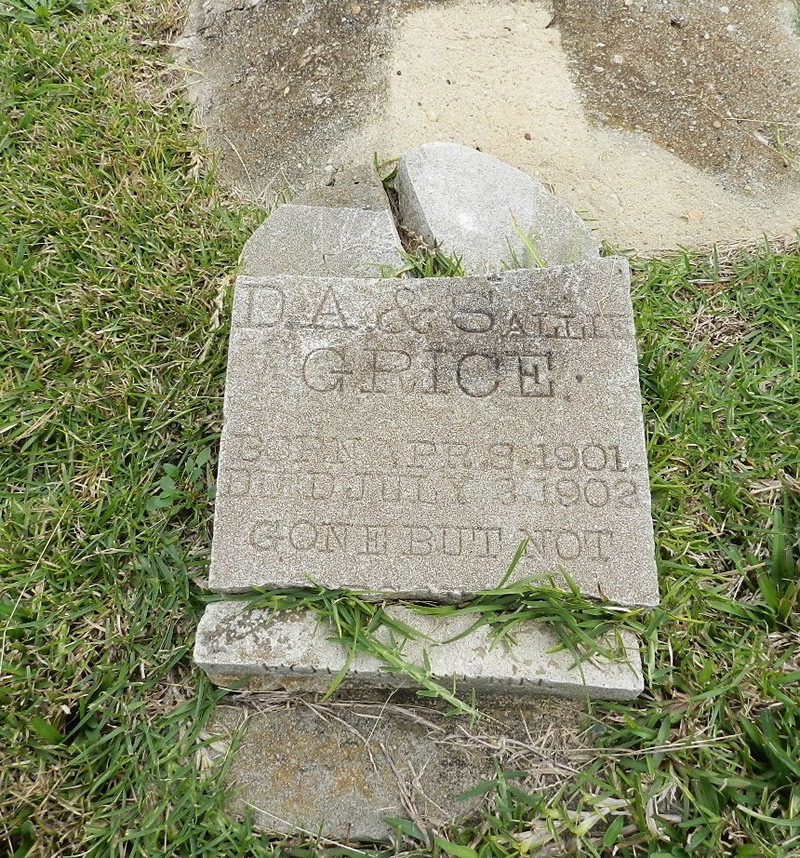 D.A. & SALLIE
GRICE.
BORN APR. 8. 1901.
DIED JULY 3. 1902
GONE BUT NOT